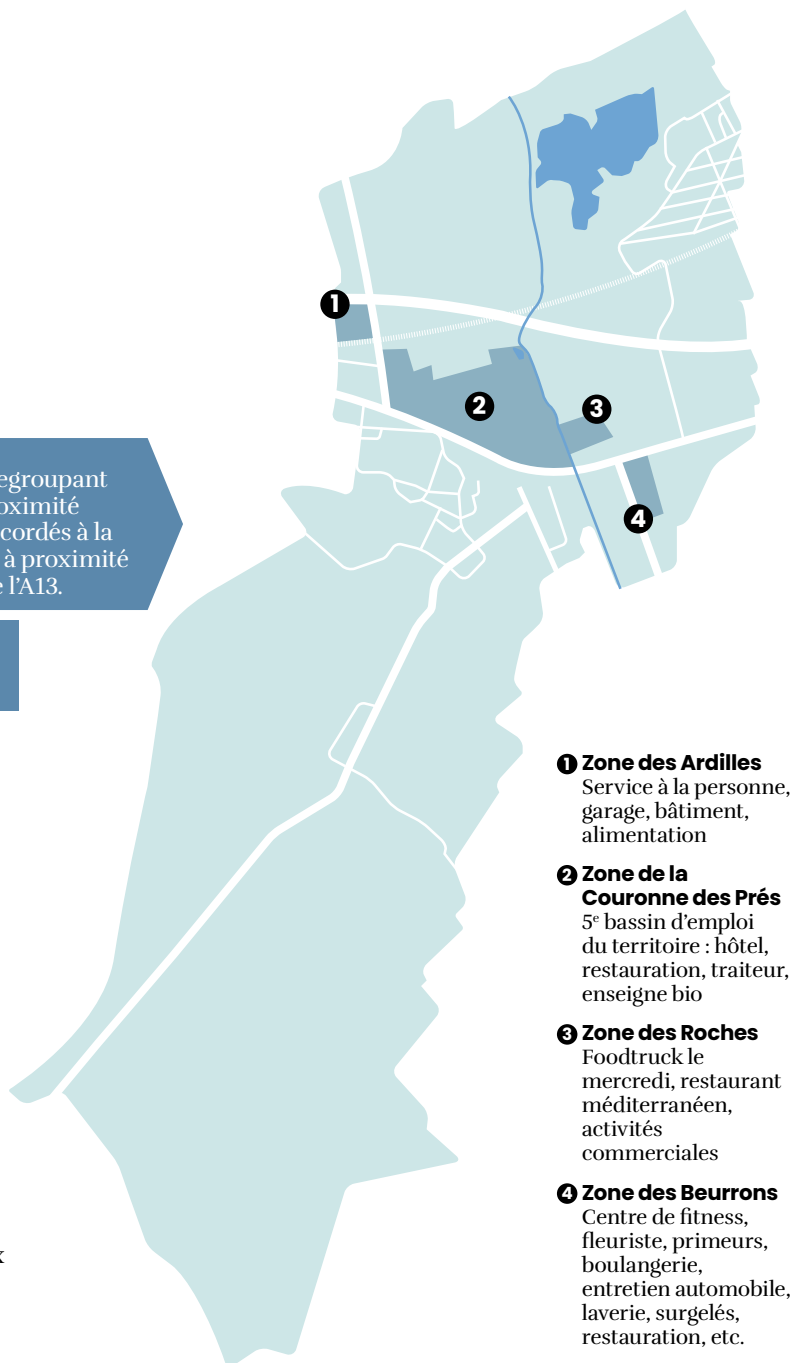 1
2
3
4
egroupant
oximité
cordés à la
à proximité
e l'A13.
x
1 Zone des Ardilles
Service à la personne,
garage, bâtiment,
alimentation
2 Zone de la
Couronne des Prés
5e bassin d'emploi
du territoire : hôtel,
restauration, traiteur,
enseigne bio
3 Zone des Roches
Foodtruck le
mercredi, restaurant
méditerranéen,
activités
commerciales
4 Zone des Beurrons
Centre de fitness,
fleuriste, primeurs,
boulangerie,
entretien automobile,
laverie, surgelés,
restauration, etc.